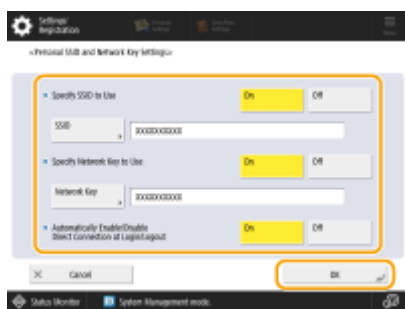 Settings/
Registration
<Personal SSID and Network Key Settings>
Specify SSID to Use
On
Off
SSID
XXXXXXXXXX
Specify Network Key to Use
On
Off
Network Key
XXXXXXXXXX
Automatically Enable/Disable
Direct Connection at Login/Logout
On
Off
Cancel
OK
Status Monitor
System Management mode.